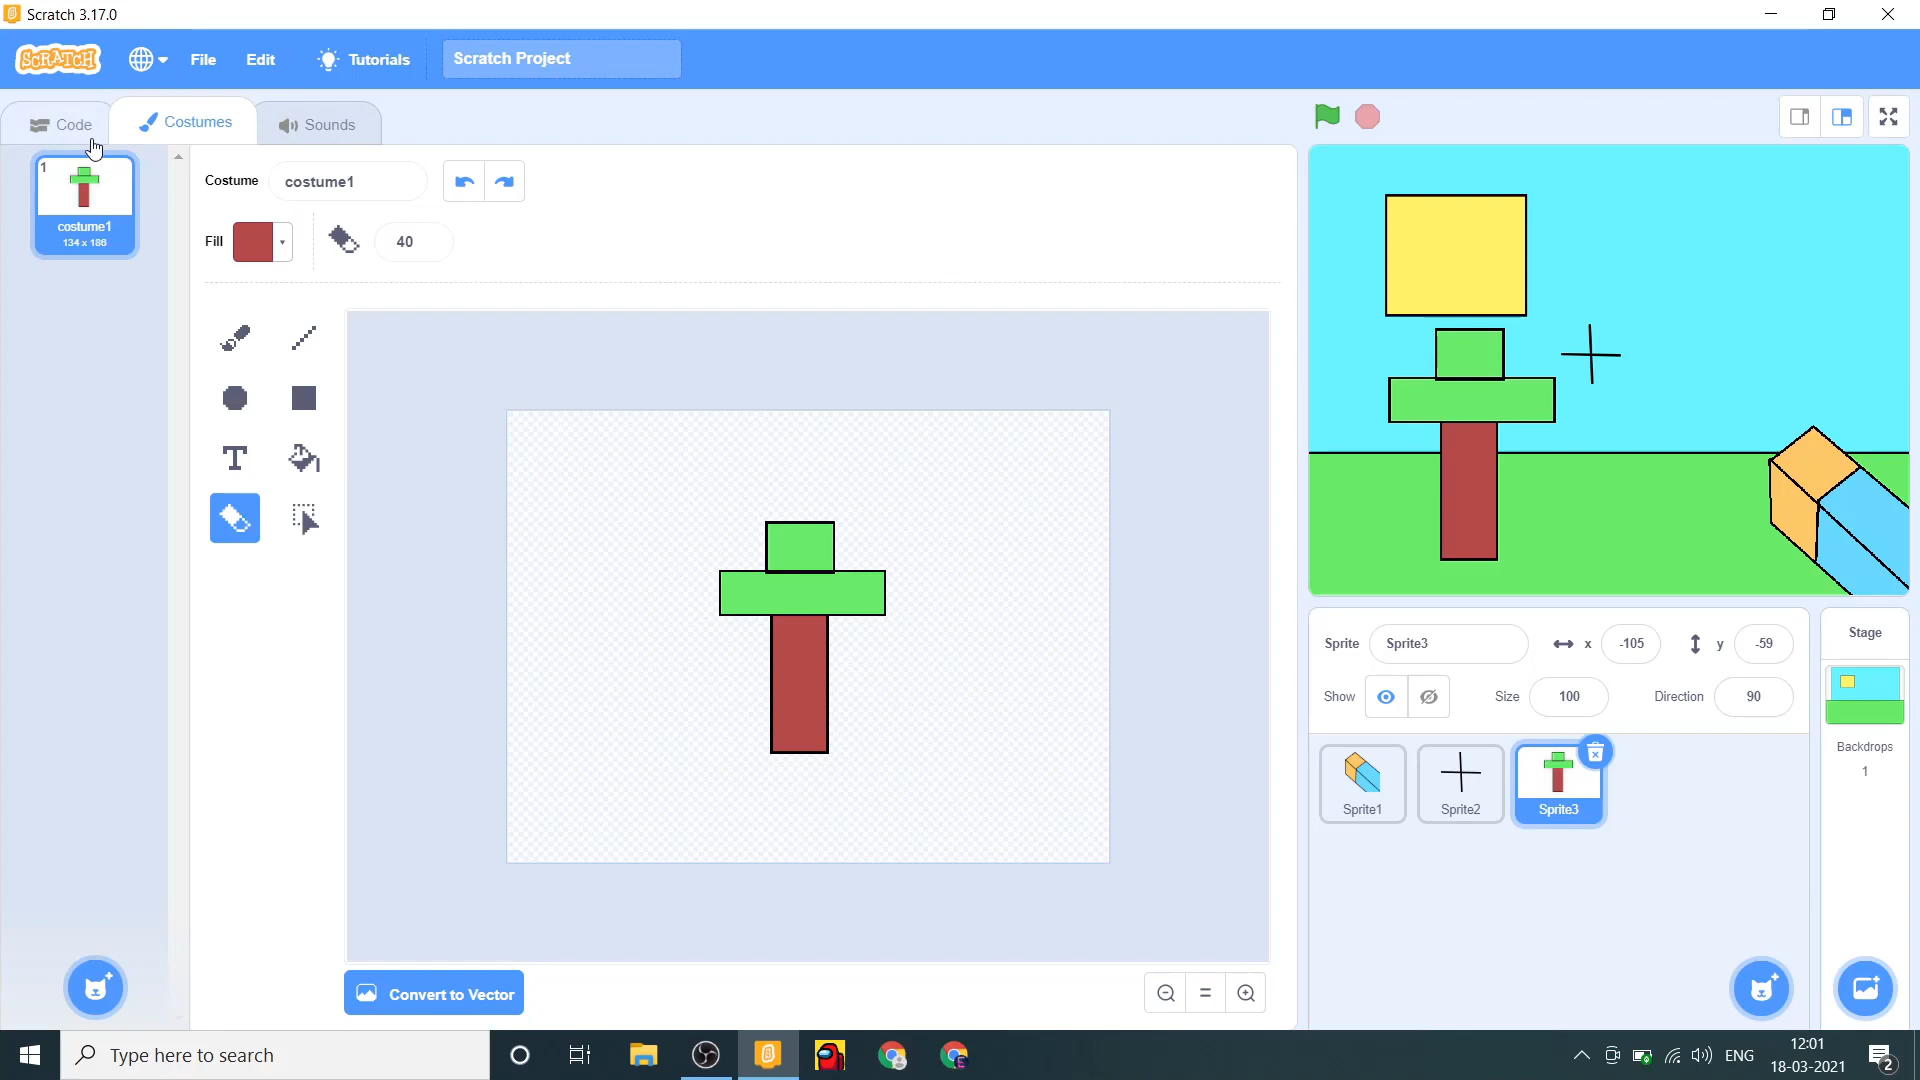 Scratch 3.17.0
SCRATCH
File
Edit
Tutorials
Scratch Project
Code
Costumes
Sounds
1
costume1
134 x 186
Costume
costume1
Fill
40
T
Convert to Vector
Sprite
Sprite3
x
-105
y
-59
Show
Size
100
Direction
90
Sprite1
Sprite2
Sprite3
Stage
Backdrops
1
Type here to search
E
ENG
12:01
18-03-2021
2